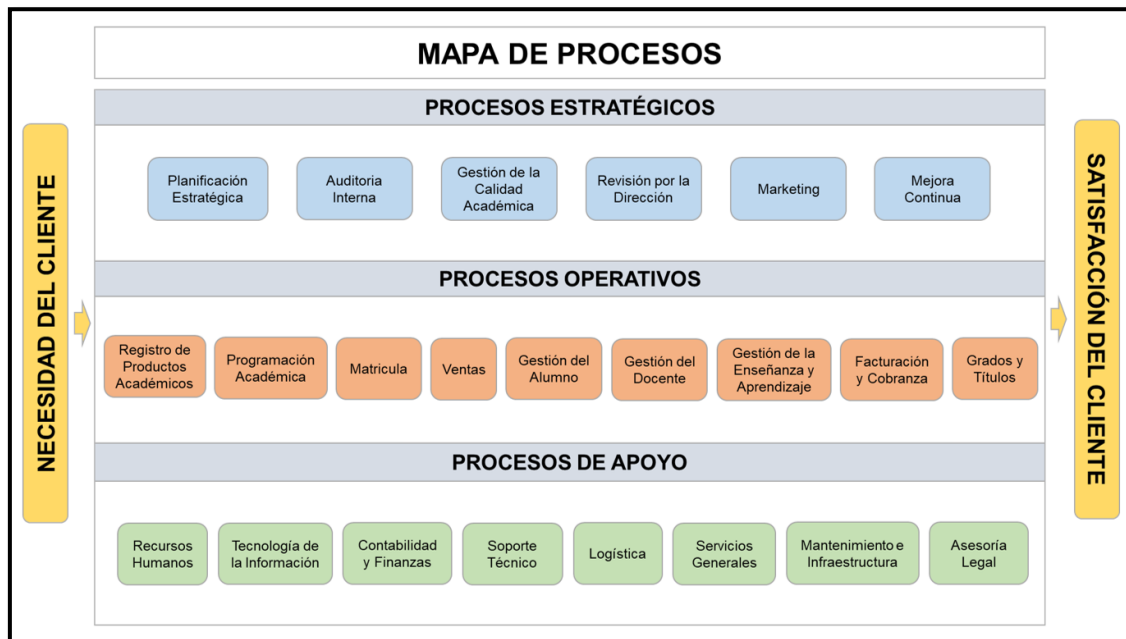 MAPA DE PROCESOS
NECESIDAD DEL CLIENTE
PROCESOS ESTRATÉGICOS
Planificación
Estratégica
Auditoria
Interna
Gestión de la
Calidad
Académica
Revisión por la
Dirección
Marketing
Mejora
Continua
PROCESOS OPERATIVOS
Registro de
Productos
Académicos
Programación
Académica
Matricula
Ventas
Gestión del
Alumno
Gestión del
Docente
Gestión de la
Enseñanza y
Aprendizaje
Facturación
y Cobranza
Grados y
Títulos
PROCESOS DE APOYO
Recursos
Humanos
Tecnología de
la Información
Contabilidad
y Finanzas
Soporte
Técnico
Logística
Servicios
Generales
Mantenimiento e
Infraestructura
Asesoría
Legal
SATISFACCIÓN DEL CLIENTE